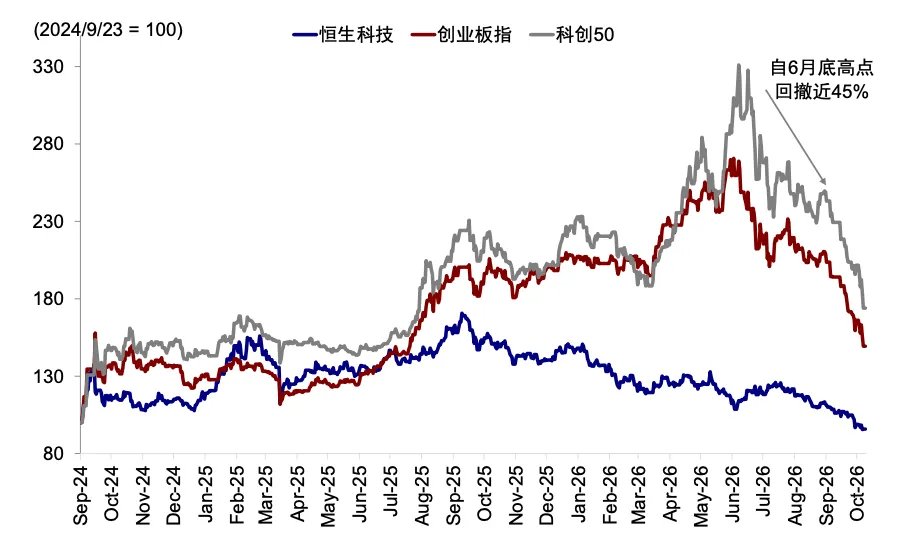 (2024/9/23 = 100)
恒生科技 创业板指 科创50
330
280
230
180
130
80
自6月底高点
回撤近45%
Sep-24
Oct-24
Nov-24
Dec-24
Jan-25
Feb-25
Mar-25
Apr-25
May-25
Jun-25
Jul-25
Aug-25
Sep-25
Oct-25
Nov-25
Dec-25
Jan-26
Feb-26
Mar-26
Apr-26
May-26
Jun-26
Jul-26
Aug-26
Sep-26
Oct-26